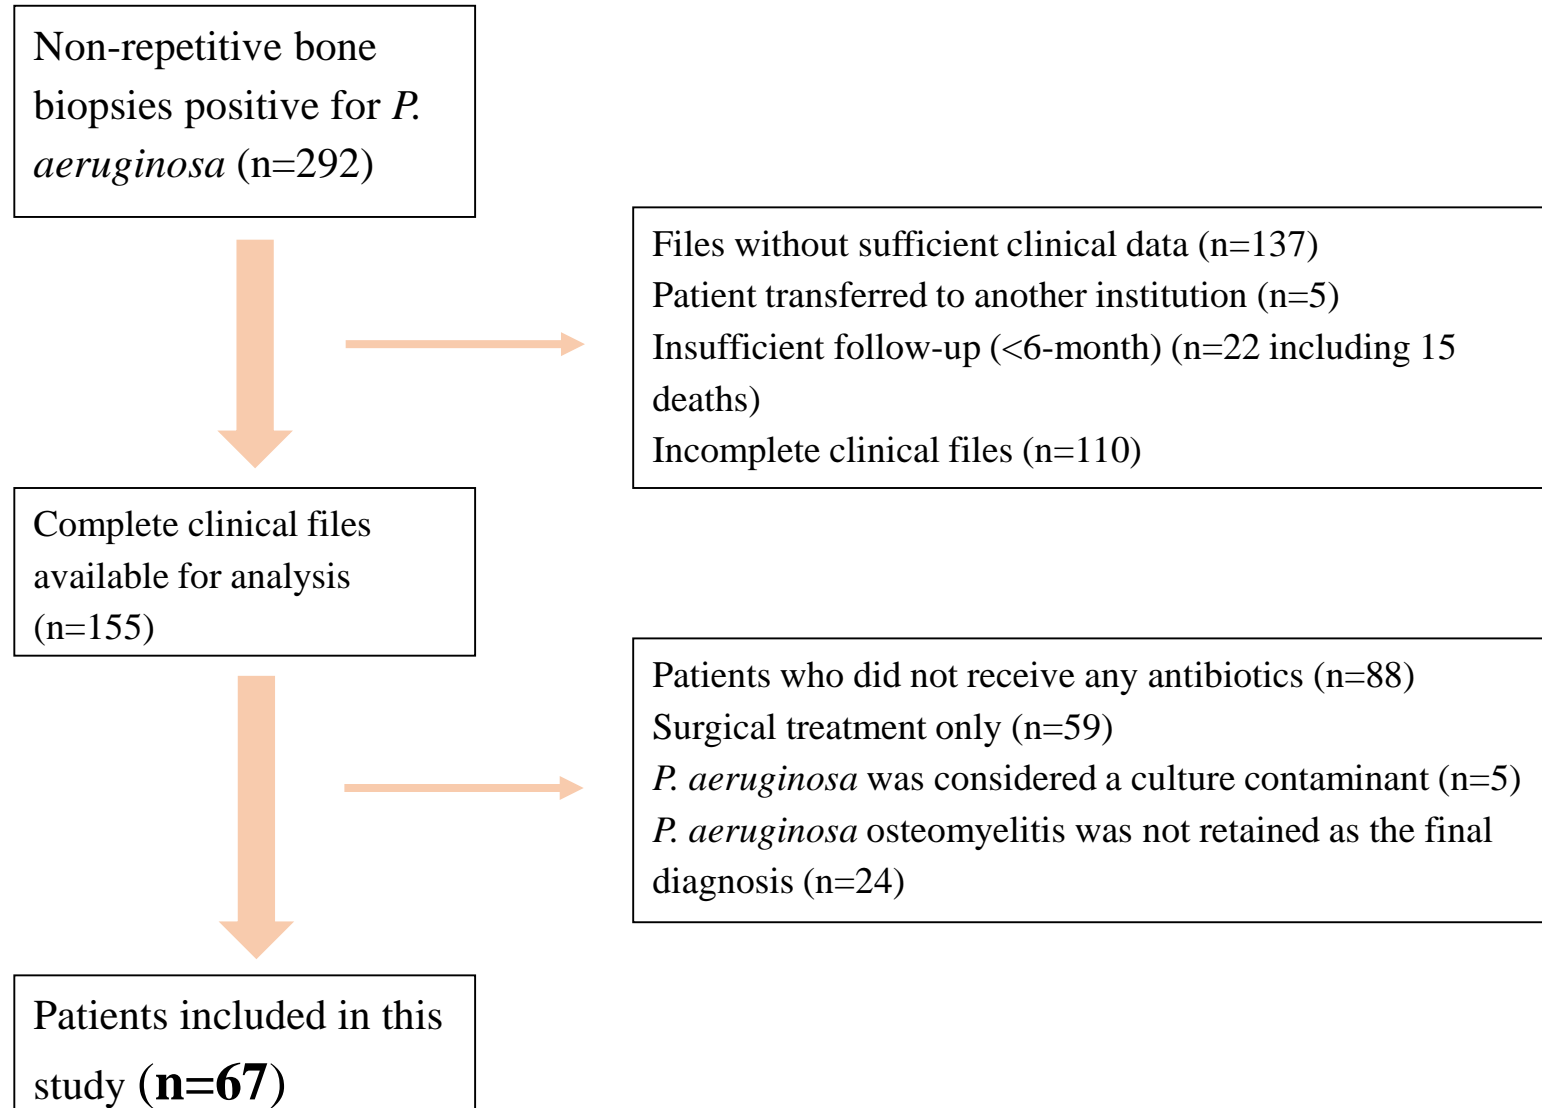 Non-repetitive bone
biopsies positive for P.
aeruginosa (n=292)
Files without sufficient clinical data (n=137)
Patient transferred to another institution (n=5)
Insufficient follow-up (<6-month) (n=22 including 15
deaths)
Incomplete clinical files (n=110)
Complete clinical files
available for analysis
(n=155)
Patients who did not receive any antibiotics (n=88)
Surgical treatment only (n=59)
P. aeruginosa was considered a culture contaminant (n=5)
P. aeruginosa osteomyelitis was not retained as the final
diagnosis (n=24)
Patients included in this
study (n=67)